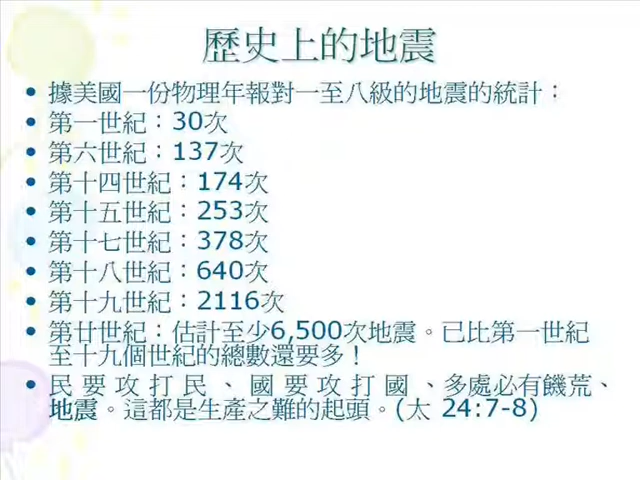 歷史上的地震
• 據美國一份物理年報對一至八級的地震的統計：
• 第一世紀：30次
• 第六世紀：137次
• 第十四世紀：174次
• 第十五世紀：253次
• 第十七世紀：378次
• 第十八世紀：640次
• 第十九世紀：2116次
• 第廿世紀：估計至少6,500次地震。已比第一世紀
至十九個世紀的總數還要多！
• 民要攻打民、國要攻打國、多處必有饑荒、
地震。這都是生產之難的起頭。(太 24:7-8)